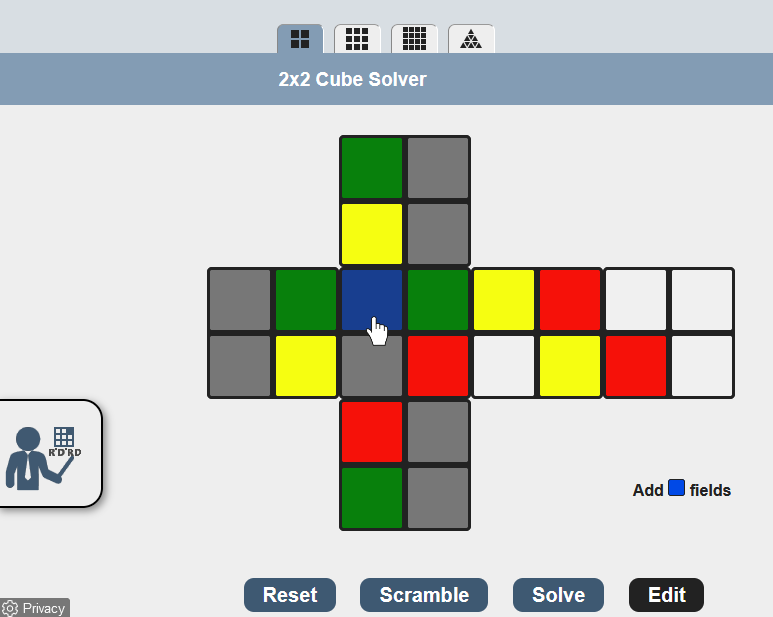 2x2 Cube Solver
R'D'RD
Add fields
Reset Scramble Solve Edit
Privacy